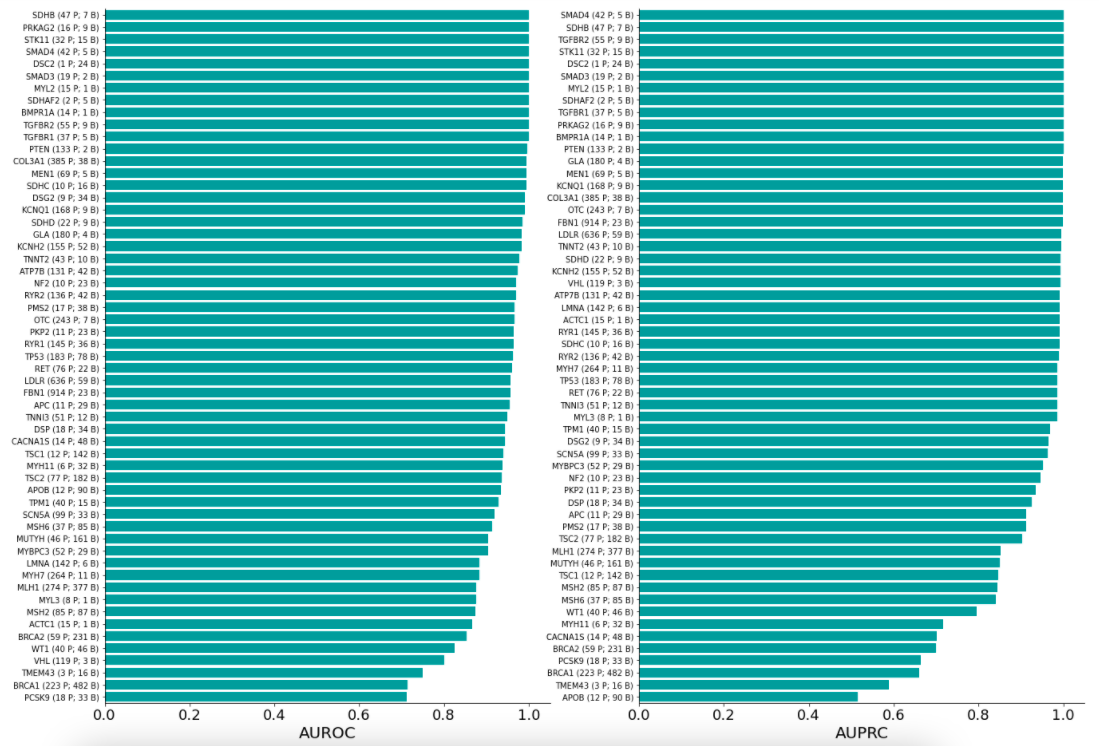 SDHB (47 P; 7 B)
PRKAG2 (16 P; 9 B)
STK11 (32 P; 15 B)
SMAD4 (42 P; 5 B)
DSC2 (1 P; 24 B)
SMAD3 (19 P; 2 B)
MYL2 (15 P; 1 B)
SDHAF2 (2 P; 5 B)
BMPR1A (14 P; 1 B)
TGFBR2 (55 P; 9 B)
TGFBR1 (37 P; 5 B)
PTEN (133 P; 2 B)
COL3A1 (385 P; 38 B)
MEN1 (69 P; 5 B)
SDHC (10 P; 16 B)
DSG2 (9 P; 34 B)
KCNQ1 (168 P; 9 B)
SDHD (22 P; 9 B)
GLA (180 P; 4 B)
KCNH2 (155 P; 52 B)
TNNT2 (43 P; 10 B)
ATP7B (131 P; 42 B)
NF2 (10 P; 23 B)
RYR2 (136 P; 42 B)
PMS2 (17 P; 38 B)
OTC (243 P; 7 B)
PKP2 (11 P; 23 B)
RYR1 (145 P; 36 B)
TP53 (183 P; 78 B)
RET (76 P; 22 B)
LDLR (636 P; 59 B)
FBN1 (914 P; 23 B)
APC (11 P; 29 B)
TNNI3 (51 P; 12 B)
DSP (18 P; 34 B)
CACNA1S (14 P; 48 B)
TSC1 (12 P; 142 B)
MYH11 (6 P; 32 B)
TSC2 (77 P; 182 B)
APOB (12 P; 90 B)
TPM1 (40 P; 15 B)
SCN5A (99 P; 33 B)
MSH6 (37 P; 85 B)
MUTYH (46 P; 161 B)
MYBPC3 (52 P; 29 B)
LMNA (142 P; 6 B)
MYH7 (264 P; 11 B)
MLH1 (274 P; 377 B)
MYL3 (8 P; 1 B)
MSH2 (85 P; 87 B)
ACTC1 (15 P; 1 B)
BRCA2 (59 P; 231 B)
WT1 (40 P; 46 B)
VHL (119 P; 3 B)
TMEM43 (3 P; 16 B)
BRCA1 (223 P; 482 B)
PCSK9 (18 P; 33 B)
0.0 0.2 0.4 0.6 0.8 1.0
AUROC
SMAD4 (42 P; 5 B)
SDHB (47 P; 7 B)
TGFBR2 (55 P; 9 B)
STK11 (32 P; 15 B)
DSC2 (1 P; 24 B)
SMAD3 (19 P; 2 B)
MYL2 (15 P; 1 B)
SDHAF2 (2 P; 5 B)
TGFBR1 (37 P; 5 B)
PRKAG2 (16 P; 9 B)
BMPR1A (14 P; 1 B)
PTEN (133 P; 2 B)
GLA (180 P; 4 B)
MEN1 (69 P; 5 B)
KCNQ1 (168 P; 9 B)
COL3A1 (385 P; 38 B)
OTC (243 P; 7 B)
FBN1 (914 P; 23 B)
LDLR (636 P; 59 B)
TNNT2 (43 P; 10 B)
SDHD (22 P; 9 B)
KCNH2 (155 P; 52 B)
VHL (119 P; 3 B)
ATP7B (131 P; 42 B)
LMNA (142 P; 6 B)
ACTC1 (15 P; 1 B)
RYR1 (145 P; 36 B)
SDHC (10 P; 16 B)
RYR2 (136 P; 42 B)
MYH7 (264 P; 11 B)
TP53 (183 P; 78 B)
RET (76 P; 22 B)
TNNI3 (51 P; 12 B)
MYL3 (8 P; 1 B)
TPM1 (40 P; 15 B)
DSG2 (9 P; 34 B)
SCN5A (99 P; 33 B)
MYBPC3 (52 P; 29 B)
NF2 (10 P; 23 B)
PKP2 (11 P; 23 B)
DSP (18 P; 34 B)
APC (11 P; 29 B)
PMS2 (17 P; 38 B)
TSC2 (77 P; 182 B)
MLH1 (274 P; 377 B)
MUTYH (46 P; 161 B)
TSC1 (12 P; 142 B)
MSH2 (85 P; 87 B)
MSH6 (37 P; 85 B)
WT1 (40 P; 46 B)
MYH11 (6 P; 32 B)
CACNA1S (14 P; 48 B)
BRCA2 (59 P; 231 B)
PCSK9 (18 P; 33 B)
BRCA1 (223 P; 482 B)
TMEM43 (3 P; 16 B)
APOB (12 P; 90 B)
0.0 0.2 0.4 0.6 0.8 1.0
AUPRC